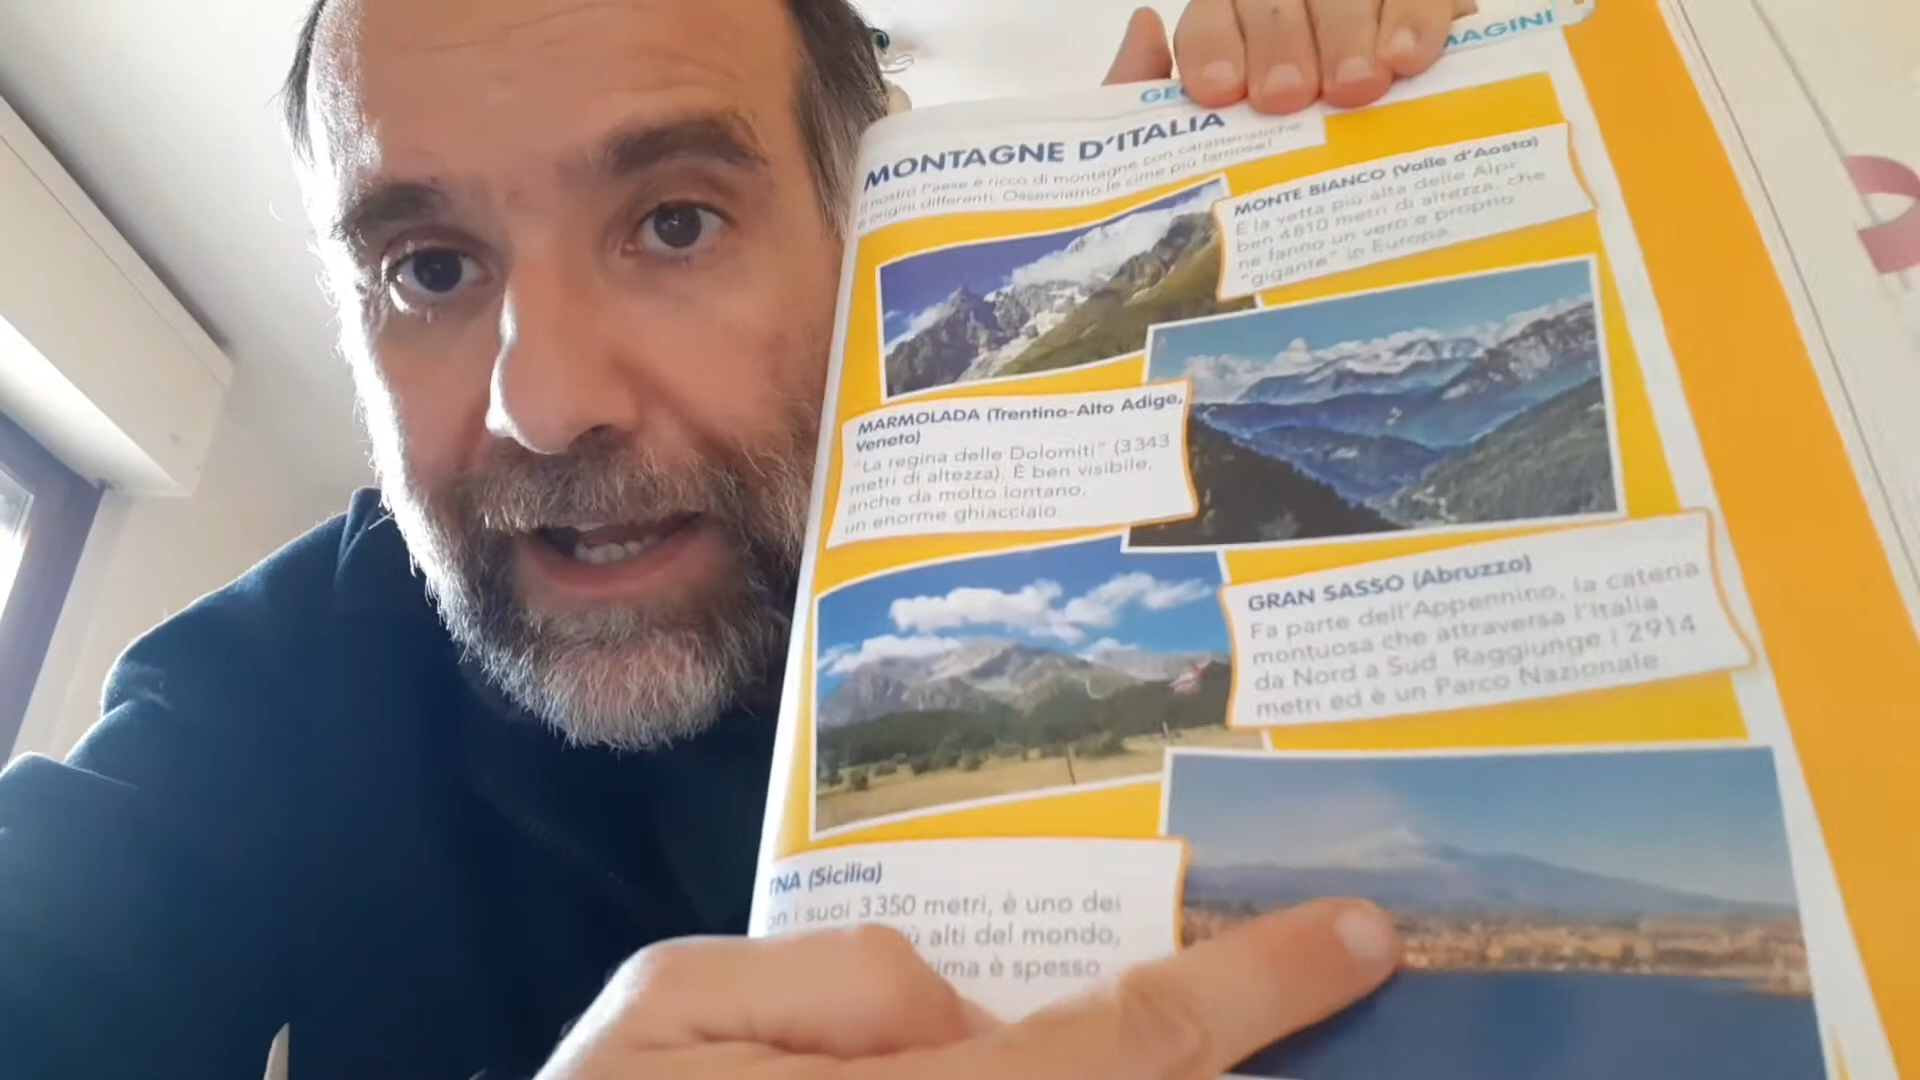 GE
MAGINI
MONTAGNE D'ITALIA
Il nostro Paese è ricco di montagne con caratteristiche
e origini differenti. Osserviamo le cime più famose!
MONTE BIANCO (Valle d'Aosta)
È la vetta più alta delle Alpi:
ben 4810 metri di altezza, che
ne fanno un vero e proprio
"gigante" in Europa.
MARMOLADA (Trentino-Alto Adige,
Veneto)
"La regina delle Dolomiti" (3343
metri di altezza). È ben visibile,
anche da molto lontano,
un enorme ghiacciaio.
GRAN SASSO (Abruzzo)
Fa parte dell'Appennino, la catena
montuosa che attraversa l'Italia
da Nord a Sud. Raggiunge i 2914
metri ed è un Parco Nazionale.
TNA (Sicilia)
on i suoi 3350 metri, è uno dei
ù alti del mondo,
ima è spesso